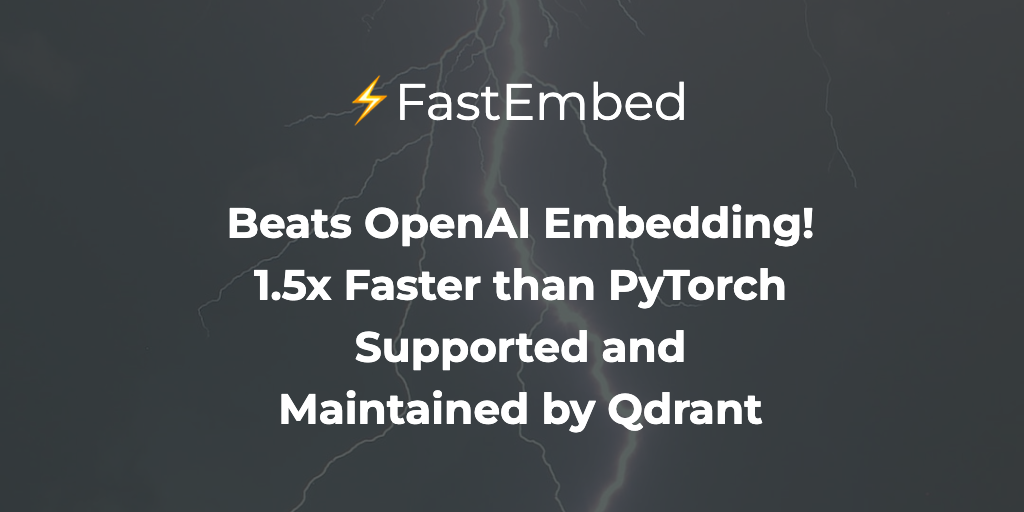 ⚡FastEmbed
Beats OpenAI Embedding!
1.5x Faster than PyTorch
Supported and
Maintained by Qdrant